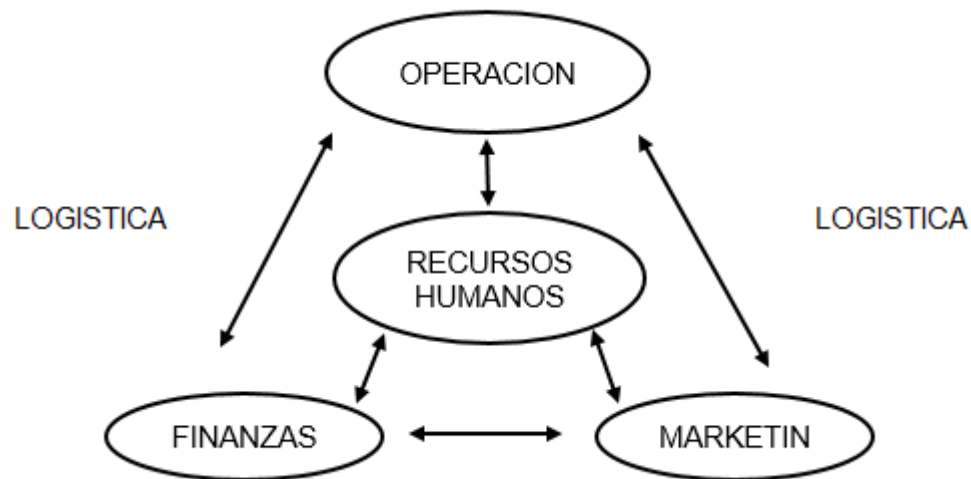 OPERACION
LOGISTICA
LOGISTICA
RECURSOS
HUMANOS
FINANZAS
MARKETIN